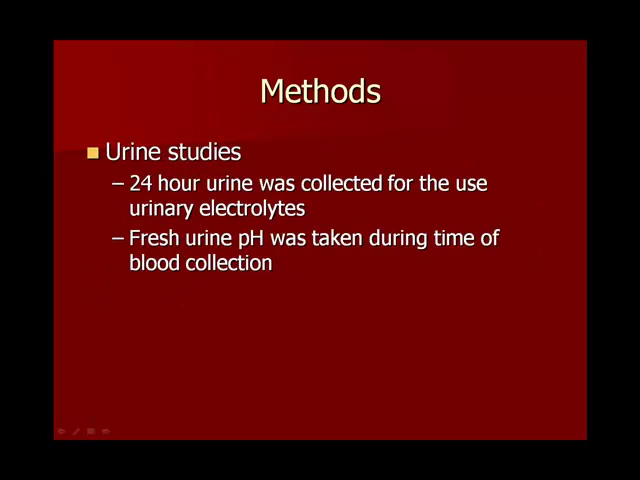 Methods
Urine studies
– 24 hour urine was collected for the use
urinary electrolytes
– Fresh urine pH was taken during time of
blood collection